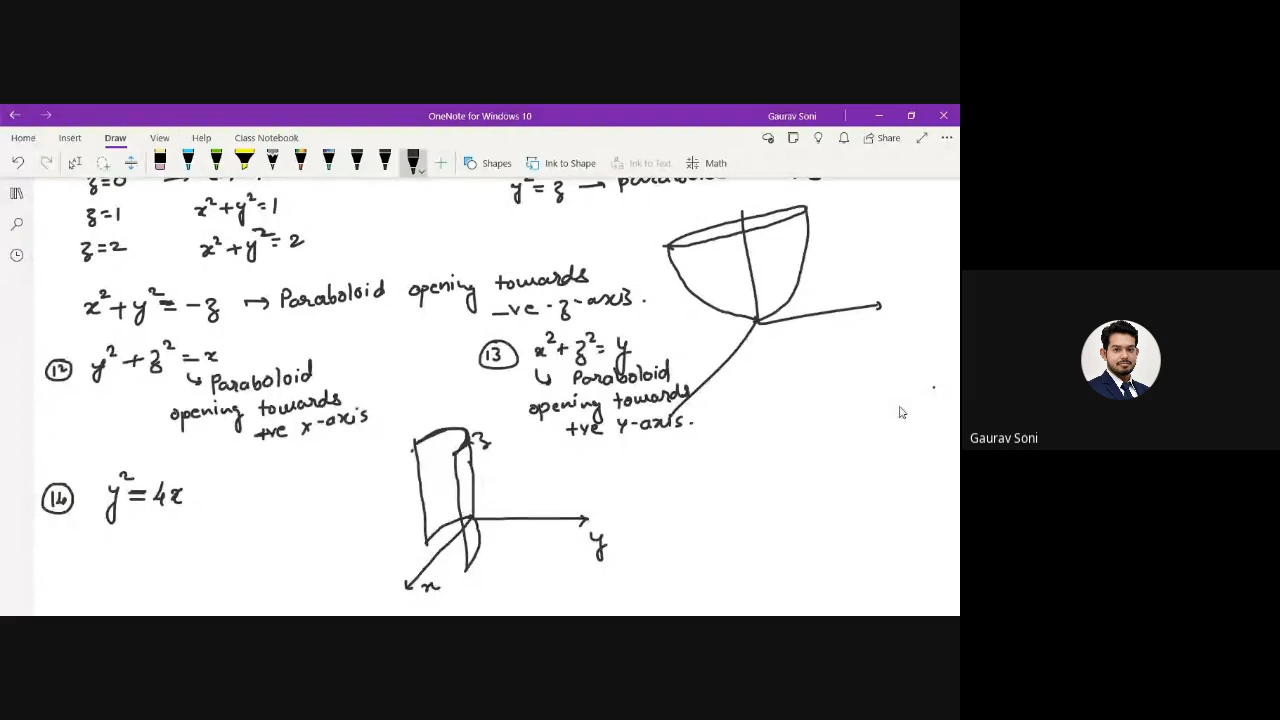 OneNote for Windows 10
Gaurav Soni
Home Insert Draw View Help Class Notebook
Share
Shapes
Ink to Shape
Ink to Text
Math
z=0
z=1 x²+y²=1
z=2 x²+y²=2
y²=z →
x²+y²=-z → Paraboloid opening towards
-ve-z-axis.
⑫ y²+z²=x
↳ Paraboloid
opening towards
+ve x-axis
⑬ x²+z²=y
↳ Paraboloid
opening towards
+ve y-axis.
⑭ y²=4x
z
y
x
Gaurav Soni